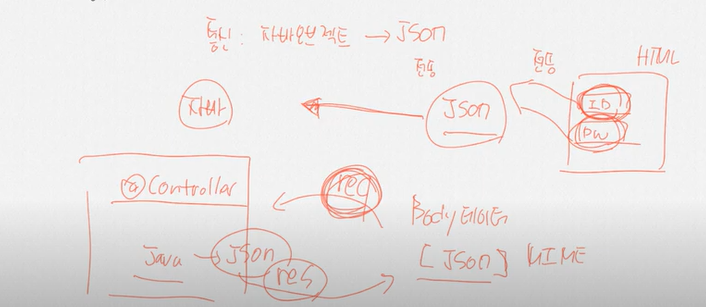 통신 : 자바오브젝트 → JSON
전송 전송 HTML
자바 Json ID
PW
@Controller req Body데이터
Java → JSon [JSon] MIME
res